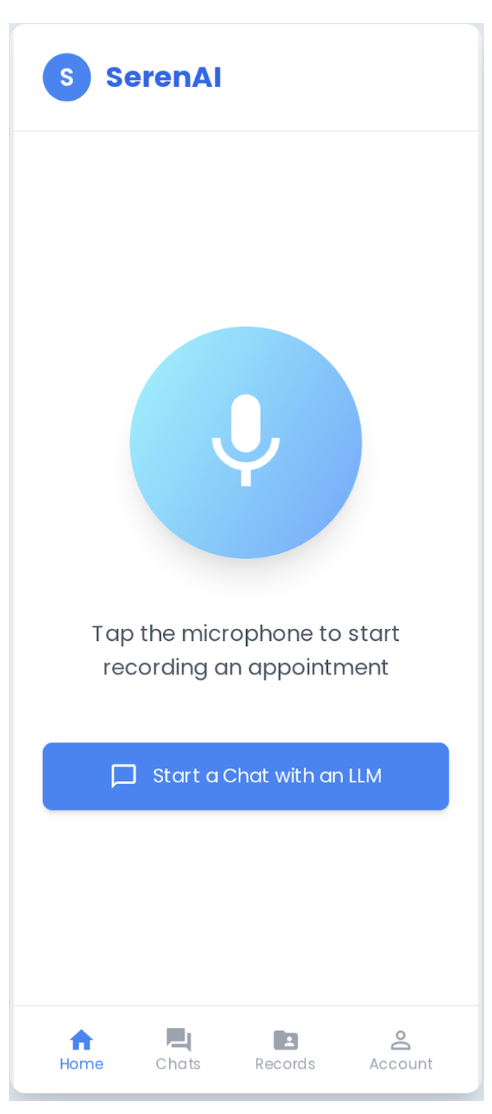 S SerenAI
Tap the microphone to start
recording an appointment
Start a Chat with an LLM
Home Chats Records Account